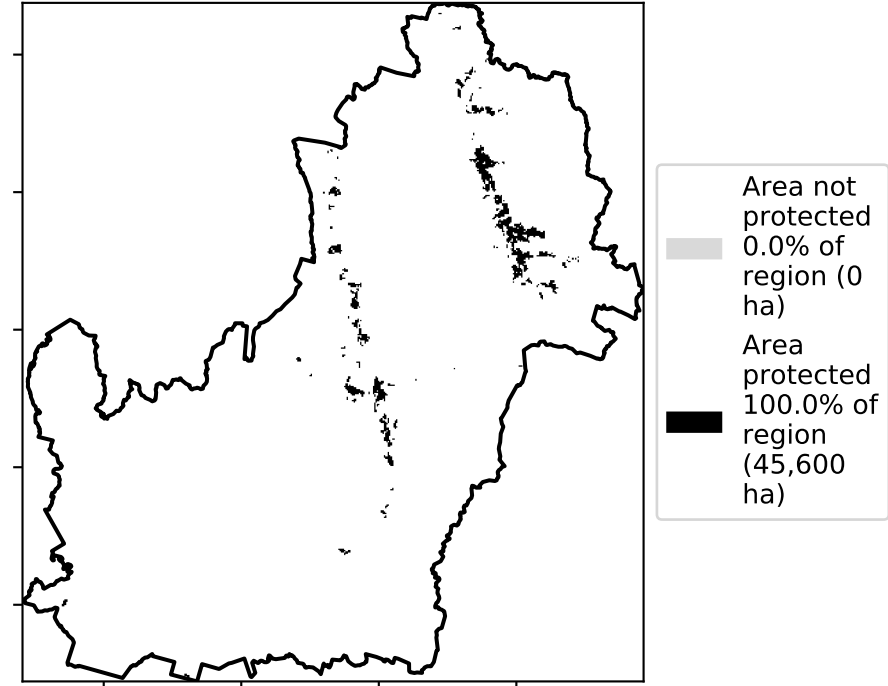 Area not
protected
0.0% of
region (0
ha)
Area
protected
100.0% of
region
(45,600
ha)